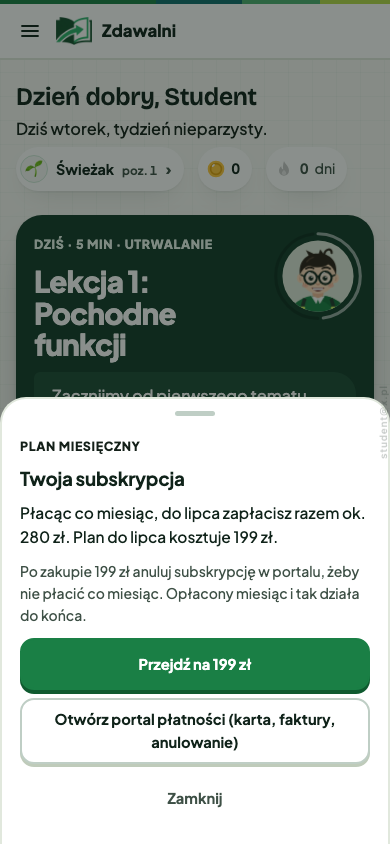 Zdawalni
Dzień dobry, Student
Dziś wtorek, tydzień nieparzysty.
Świeżak poz. 1 ›
0
0 dni
DZIŚ · 5 MIN · UTRWALANIE
Lekcja 1:
Pochodne
funkcji
Zacznijmy od pierwszego tematu
PLAN MIESIĘCZNY
Twoja subskrypcja
Płacąc co miesiąc, do lipca zapłacisz razem ok.
280 zł. Plan do lipca kosztuje 199 zł.
Po zakupie 199 zł anuluj subskrypcję w portalu, żeby
nie płacić co miesiąc. Opłacony miesiąc i tak działa
do końca.
Przejdź na 199 zł
Otwórz portal płatności (karta, faktury,
anulowanie)
Zamknij